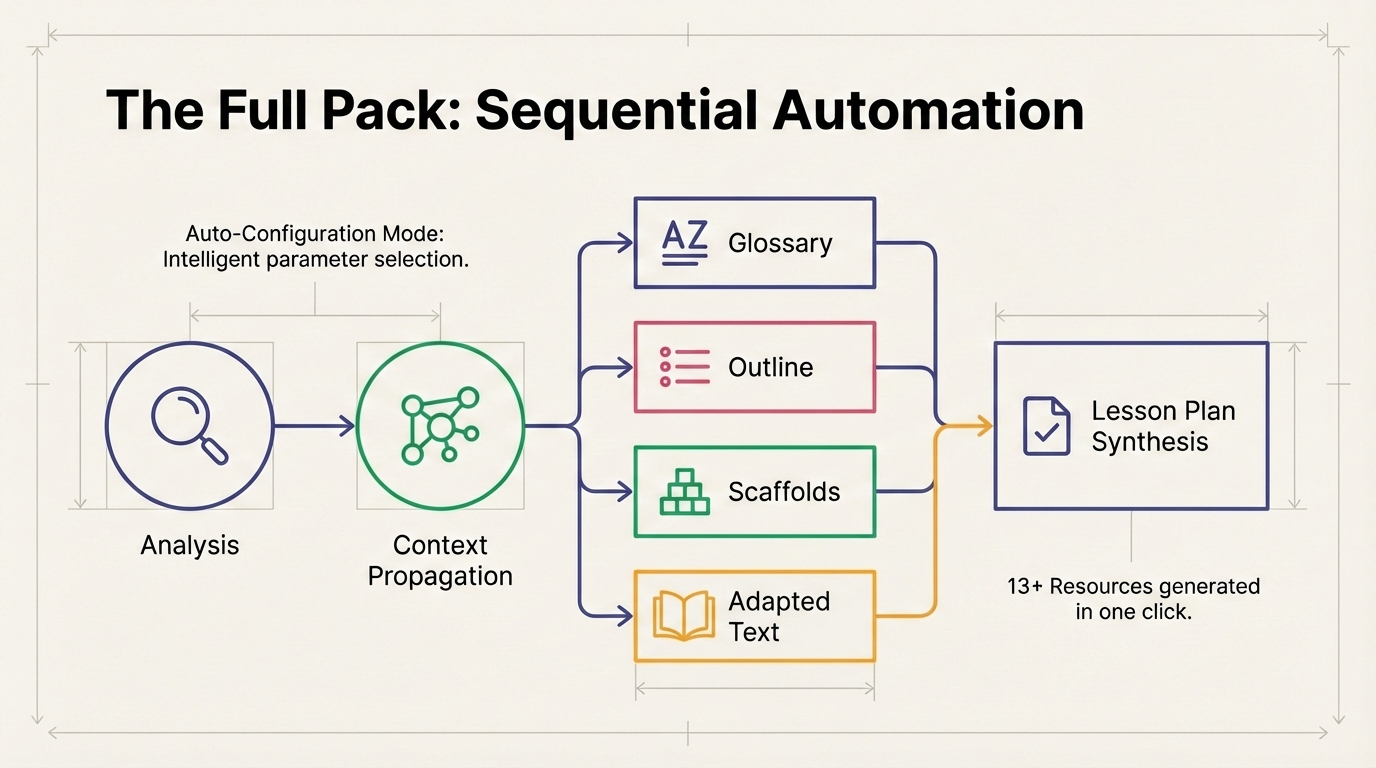 The Full Pack: Sequential Automation
Auto-Configuration Mode:
Intelligent parameter selection.
Analysis
Context
Propagation
AZ
Glossary
Outline
Scaffolds
Adapted
Text
Lesson Plan
Synthesis
13+ Resources generated
in one click.